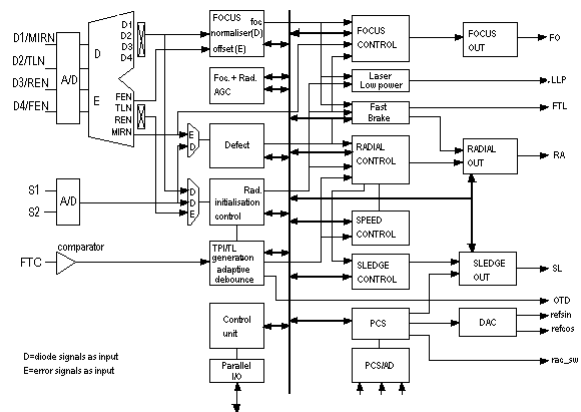 D1/MIRN
D2/TLN
D3/REN
D4/FEN
A/D
D
E
D1
D2
D3
D4
FEN
TLN
REN
MIRN
S1
S2
A/D
FTC
comparator
E
D
D
D
E
FOCUS foc
normaliser(D)
offset (E)
Foc. + Rad.
AGC
Defect
Rad.
initialisation
control
TPI/TL
generation
adaptive
debounce
Control
unit
Parallel
I/O
FOCUS
CONTROL
Laser
Low power
Fast
Brake
RADIAL
CONTROL
SPEED
CONTROL
SLEDGE
CONTROL
PCS
PCS/AD
FOCUS
OUT
RADIAL
OUT
SLEDGE
OUT
DAC
FO
LLP
FTL
RA
SL
OTD
refsin
refcos
rac_sw
D=diode signals as input
E=error signals as input